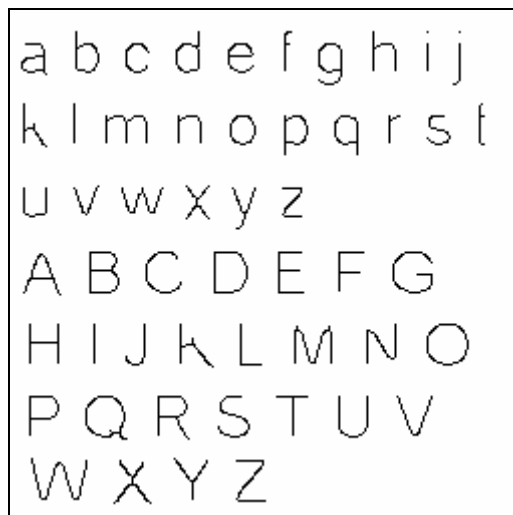 a b c d e f g h i j
k l m n o p q r s t
u v w x y z
A B C D E F G
H I J K L M N O
P Q R S T U V
W X Y Z